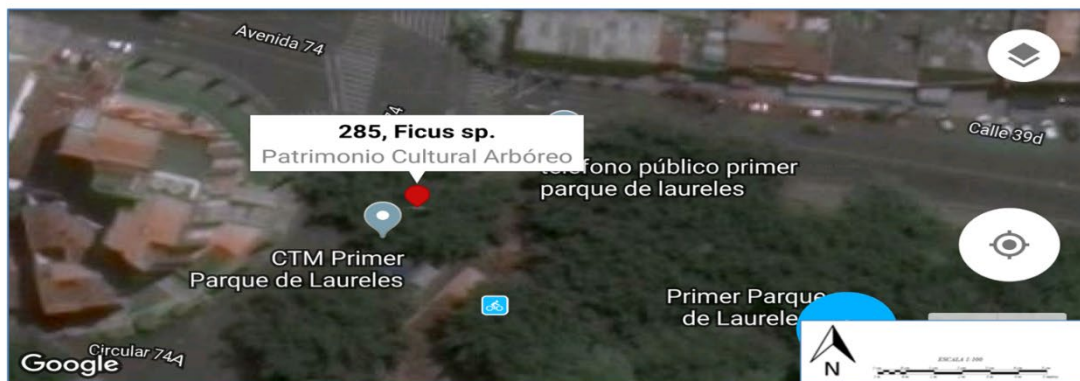 Avenida 74
285, Ficus sp.
Patrimonio Cultural Arbóreo
Calle 39d
teléfono público primer
parque de laureles
CTM Primer
Parque de Laureles
Primer Parque
de Laurele
Circular 74A
Google
N
ESCALA 1:100